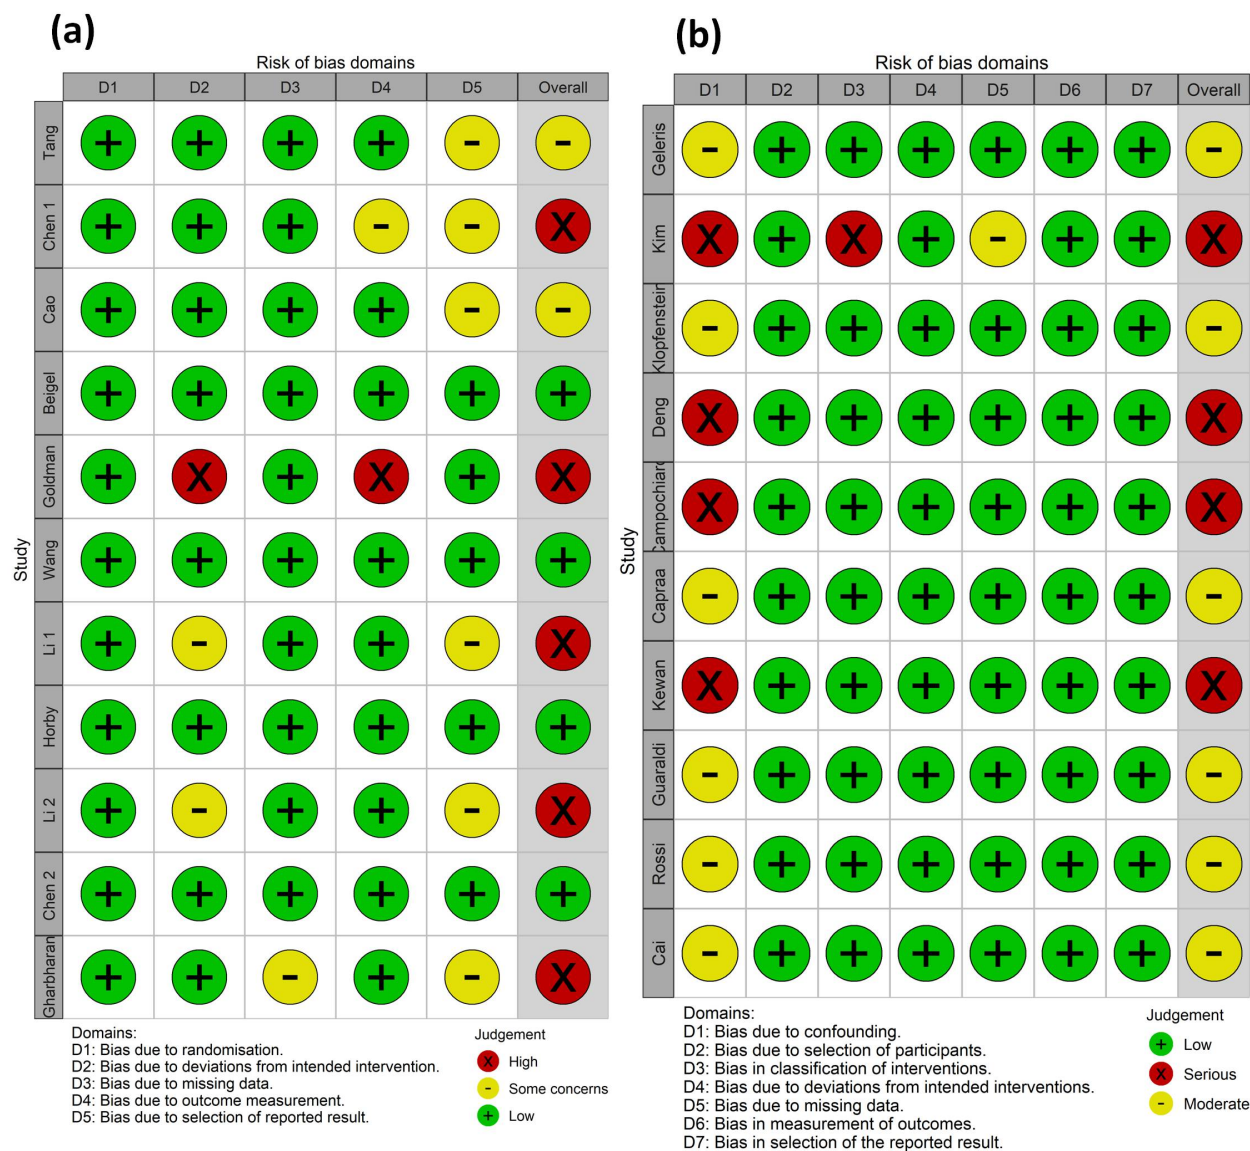 (a)
Risk of bias domains
D1 D2 D3 D4 D5 Overall
Study
Tang
+ + + + - -
Chen 1
+ + + - - X
Cao
+ + + + - -
Beigel
+ + + + + +
Goldman
+ X + X + X
Wang
+ + + + + +
Li 1
+ - + + - X
Horby
+ + + + + +
Li 2
+ - + + - X
Chen 2
+ + + + + +
Gharbharan
+ + - + - X
Domains:
D1: Bias due to randomisation.
D2: Bias due to deviations from intended intervention.
D3: Bias due to missing data.
D4: Bias due to outcome measurement.
D5: Bias due to selection of reported result.
Judgement
X High
- Some concerns
+ Low
(b)
Risk of bias domains
D1 D2 D3 D4 D5 D6 D7 Overall
Study
Geleris
- + + + + + + -
Kim
X + X + - + + X
Klopfenstein
- + + + + + + -
Deng
X + + + + + + X
Campochiaro
X + + + + + + X
Capraa
- + + + + + + -
Kewan
X + + + + + + X
Guaraldi
- + + + + + + -
Rossi
- + + + + + + -
Cai
- + + + + + + -
Domains:
D1: Bias due to confounding.
D2: Bias due to selection of participants.
D3: Bias in classification of interventions.
D4: Bias due to deviations from intended interventions.
D5: Bias due to missing data.
D6: Bias in measurement of outcomes.
D7: Bias in selection of the reported result.
Judgement
+ Low
X Serious
- Moderate